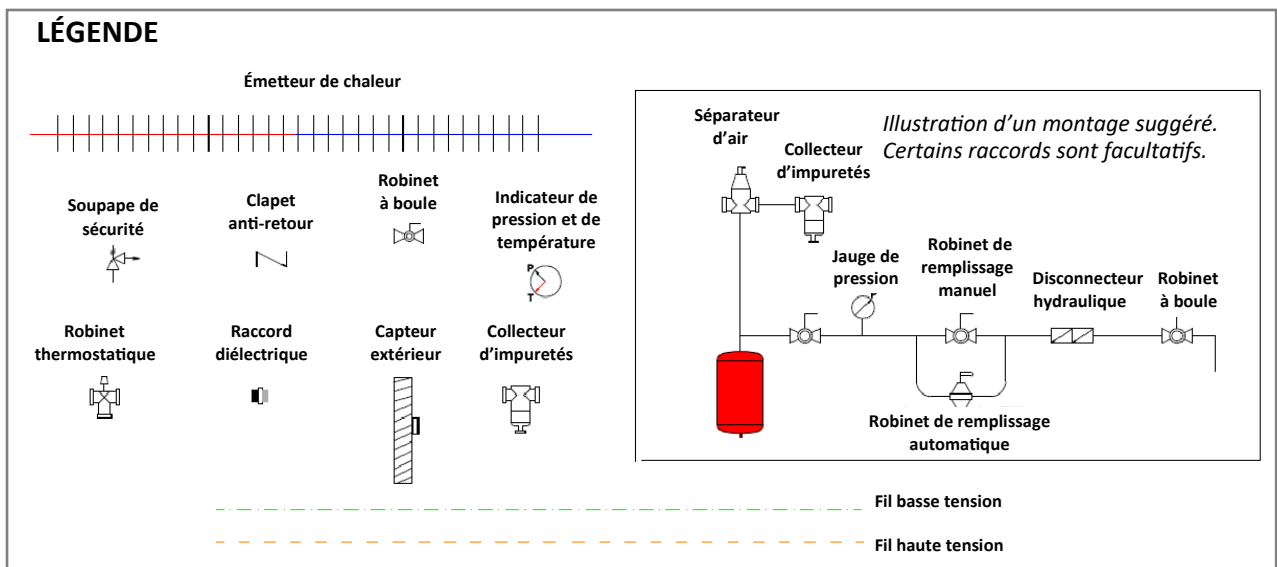 LÉGENDE
Émetteur de chaleur
Soupape de
sécurité
Clapet
anti-retour
Robinet
à boule
Indicateur de
pression et de
température
P
T
Robinet
thermostatique
Raccord
diélectrique
Capteur
extérieur
Collecteur
d'impuretés
Illustration d'un montage suggéré.
Certains raccords sont facultatifs.
Séparateur
d'air
Collecteur
d'impuretés
Jauge de
pression
P
Robinet de
remplissage
manuel
Disconnecteur
hydraulique
Robinet
à boule
Robinet de remplissage
automatique
Fil basse tension
Fil haute tension